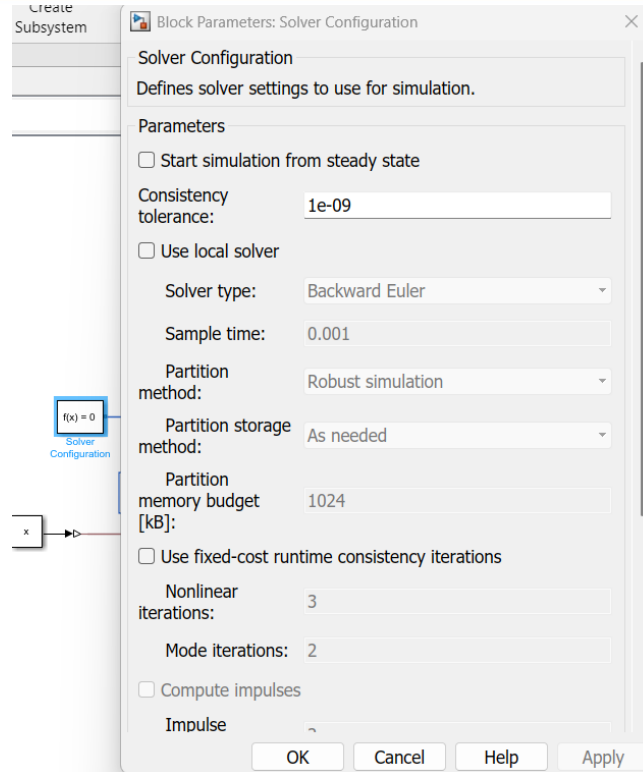 Create
Subsystem
Block Parameters: Solver Configuration
Solver Configuration
Defines solver settings to use for simulation.
Parameters
Start simulation from steady state
Consistency
tolerance:
1e-09
Use local solver
Solver type:
Backward Euler
Sample time:
0.001
Partition
method:
Robust simulation
Partition storage
method:
As needed
Partition
memory budget
[kB]:
1024
Use fixed-cost runtime consistency iterations
Nonlinear
iterations:
3
Mode iterations:
2
Compute impulses
Impulse
OK
Cancel
Help
Apply
f(x) = 0
Solver
Configuration
x